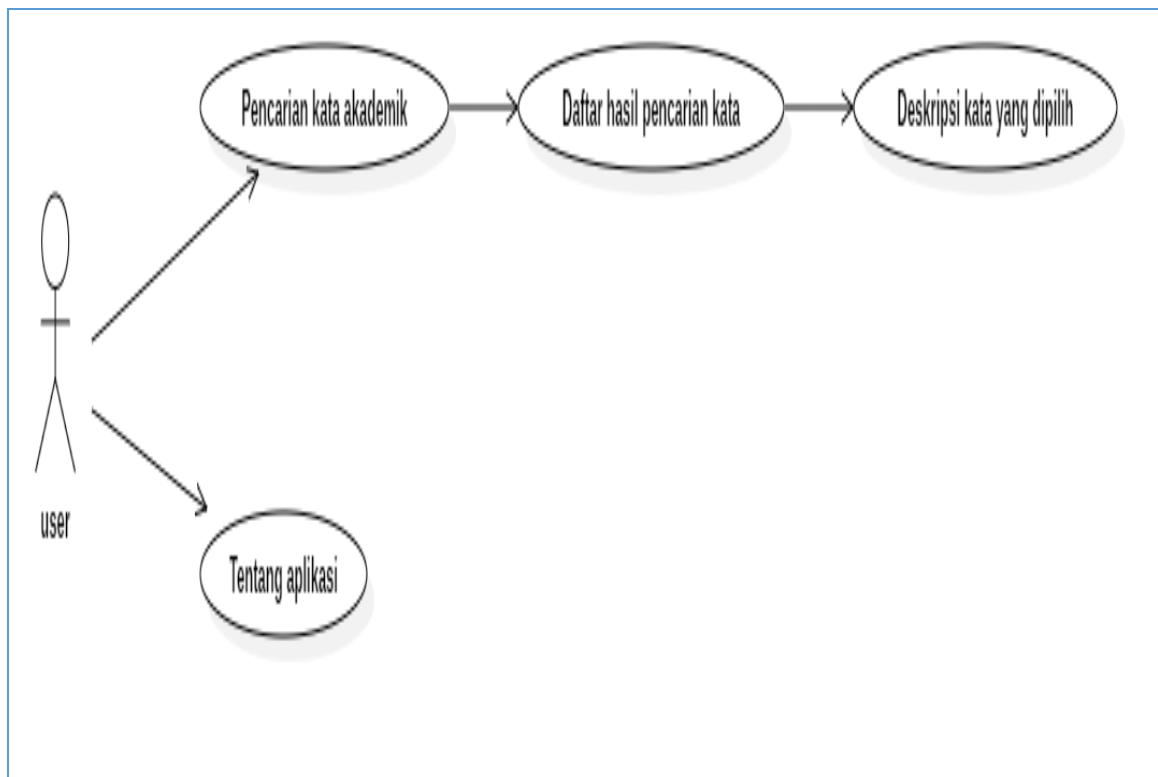 Pencarian kata akademik
Daftar hasil pencarian kata
Deskripsi kata yang dipilih
user
Tentang aplikasi